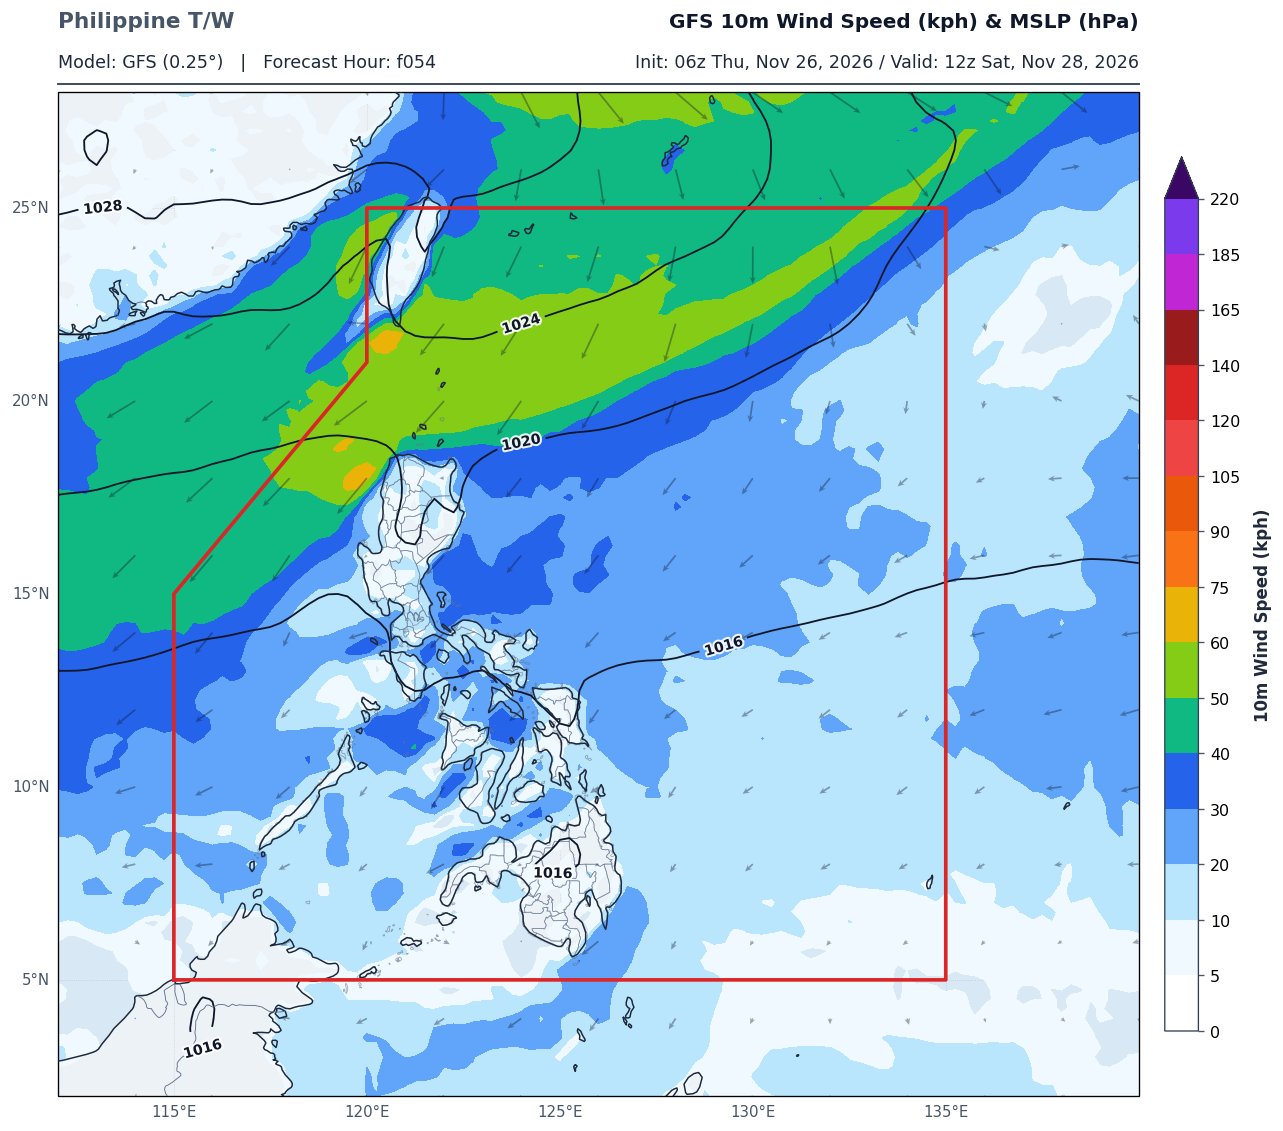 Philippine T/W
GFS 10m Wind Speed (kph) & MSLP (hPa)
Model: GFS (0.25°)   |   Forecast Hour: f054
Init: 06z Thu, Nov 26, 2026 / Valid: 12z Sat, Nov 28, 2026
25°N
20°N
15°N
10°N
5°N
115°E
120°E
125°E
130°E
135°E
1028
1024
1020
1016
1016
1016
220
185
165
140
120
105
90
75
60
50
40
30
20
10
5
0
10m Wind Speed (kph)